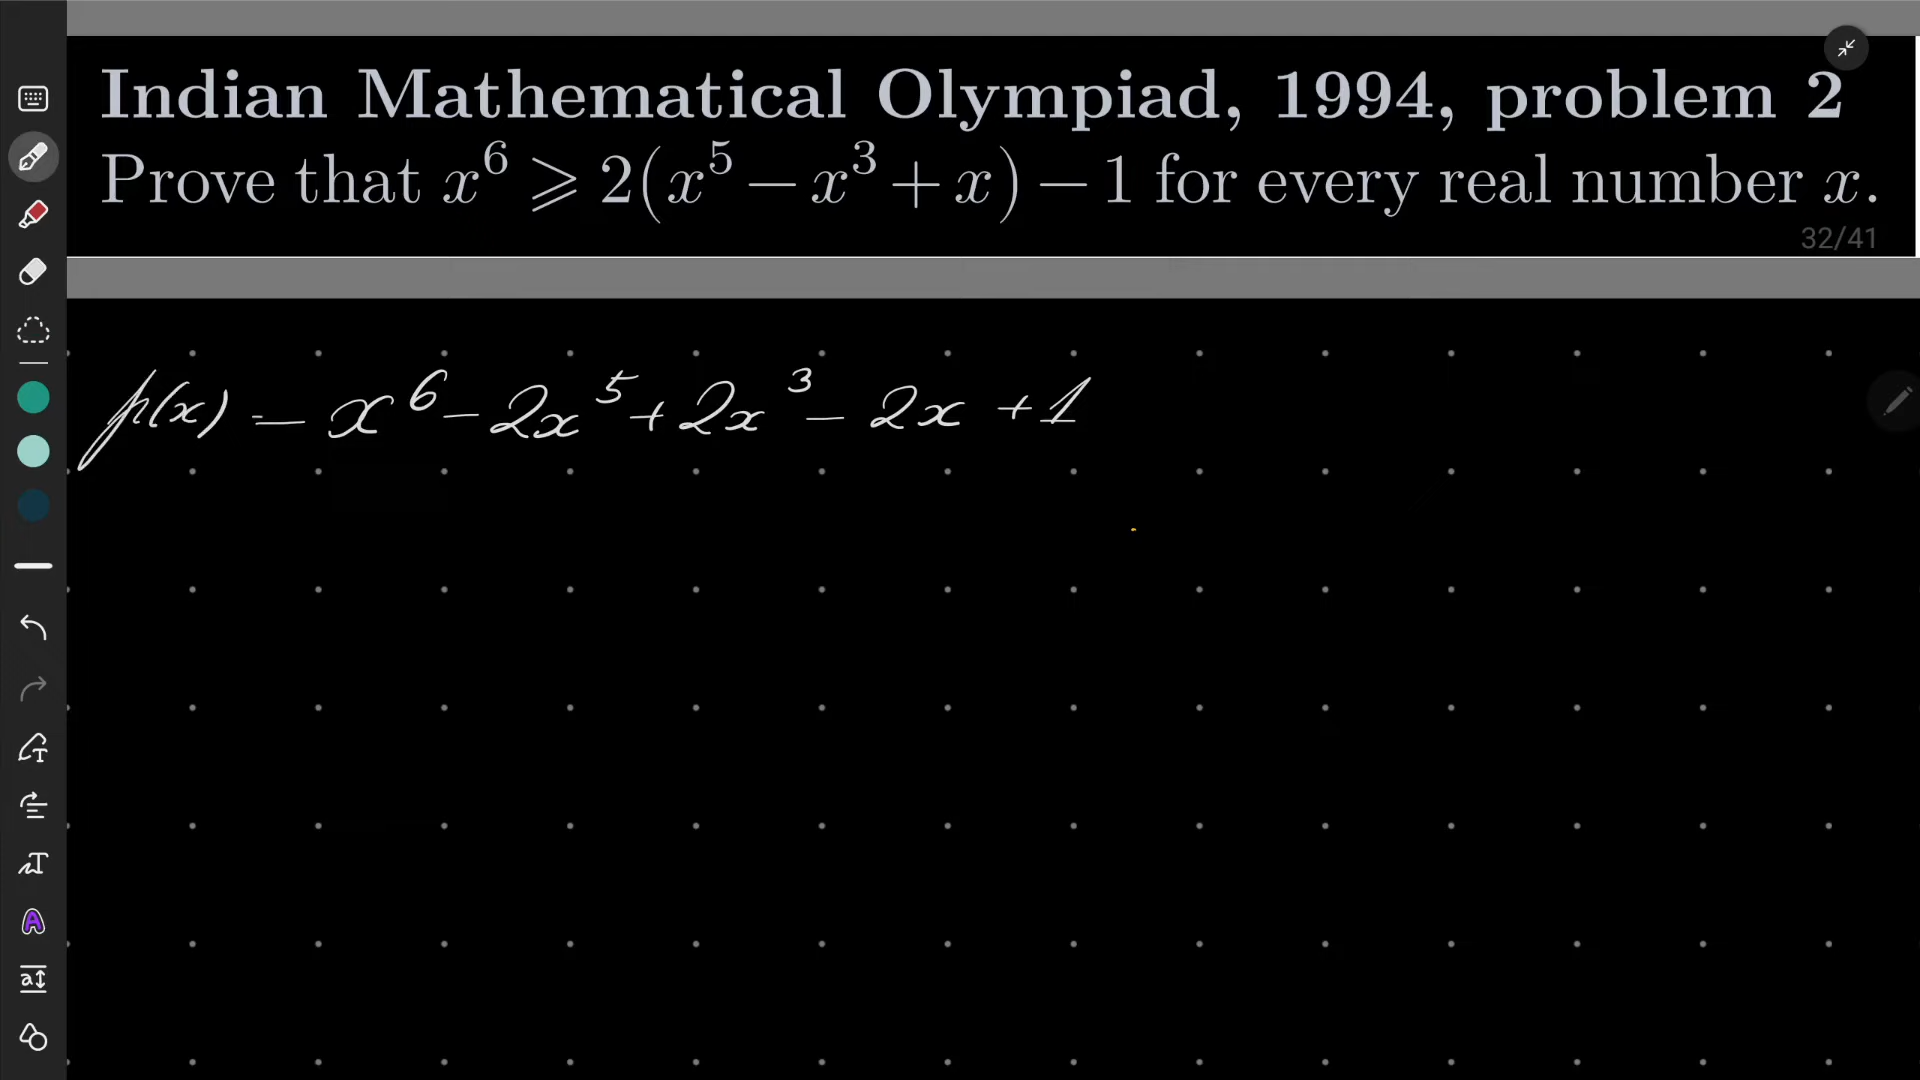 Indian Mathematical Olympiad, 1994, problem 2
Prove that x⁶ ⩾ 2(x⁵ − x³ + x) − 1 for every real number x.
32/41
p(x) = x⁶ − 2x⁵ + 2x³ − 2x + 1